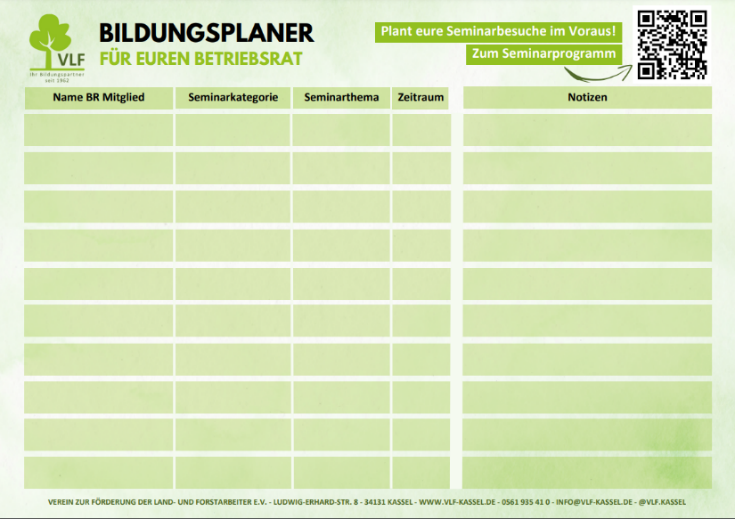 VLF
Ihr Bildungspartner
seit 1962
BILDUNGSPLANER
FÜR EUREN BETRIEBSRAT
Plant eure Seminarbesuche im Voraus!
Zum Seminarprogramm
Name BR Mitglied Seminarkategorie Seminarthema Zeitraum Notizen
VEREIN ZUR FÖRDERUNG DER LAND- UND FORSTARBEITER E.V. - LUDWIG-ERHARD-STR. 8 - 34131 KASSEL - WWW.VLF-KASSEL.DE - 0561 935 41 0 - INFO@VLF-KASSEL.DE - @VLF.KASSEL